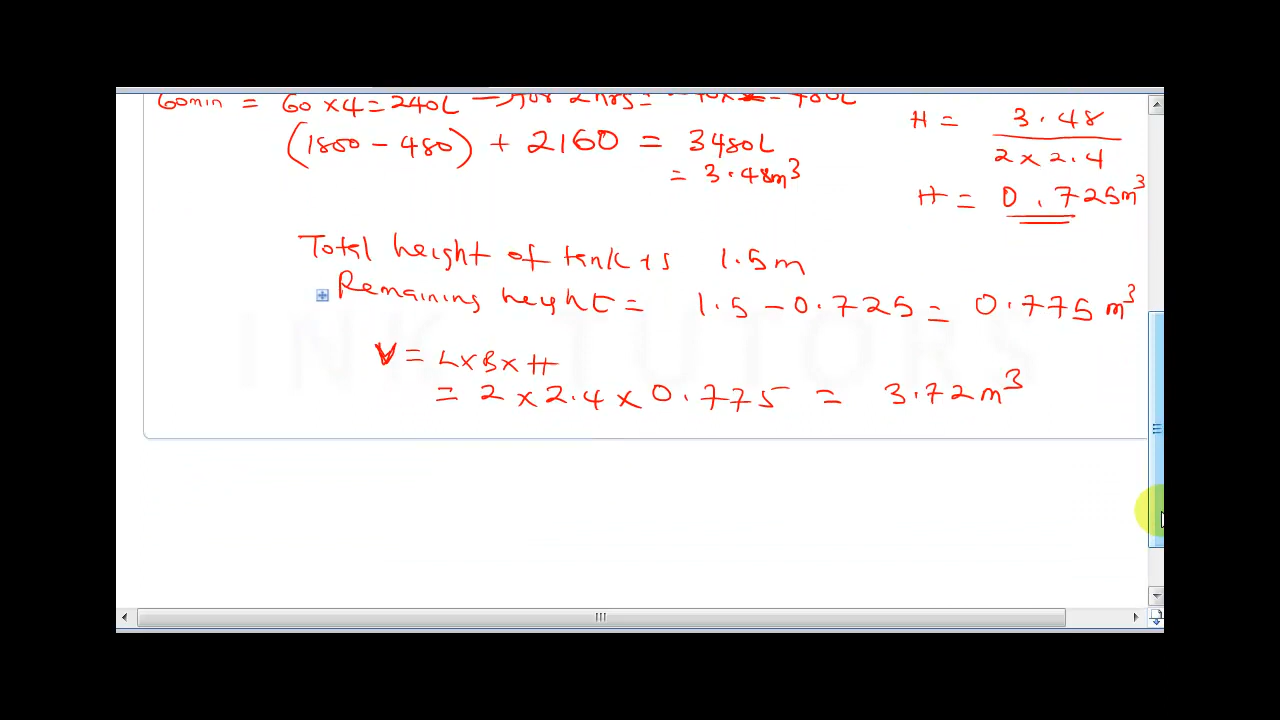 60min = 60 x 4 = 240L → for 2hrs =
(1800 - 480) + 2160 = 3480L
= 3.48m³
H = 3.48 / 2 x 2.4
H = 0.725m³
Total height of tank is 1.5m
Remaining height = 1.5 - 0.725 = 0.775 m³
V = L x B x H
= 2 x 2.4 x 0.775 = 3.72m³